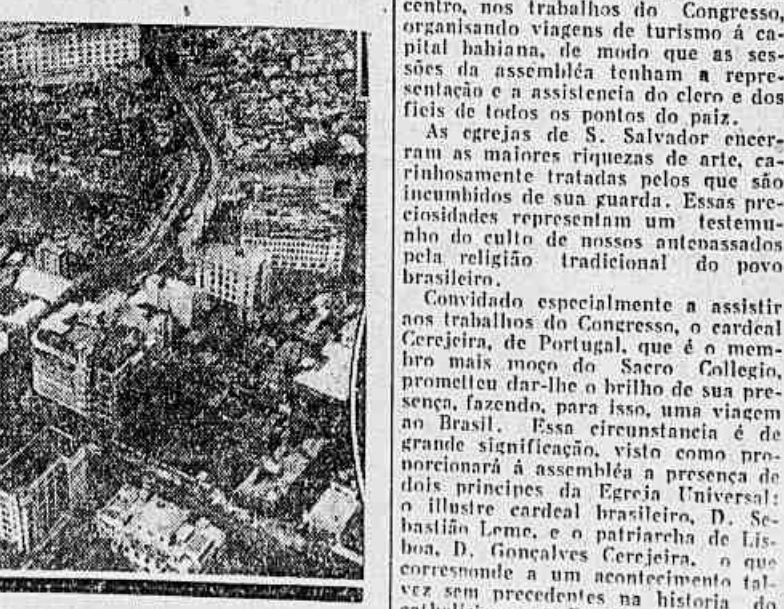 centro, nos trabalhos do Congresso,
organisando viagens de turismo á ca-
pital bahiana, de modo que as ses-
sões da assembléa tenham a repre-
sentação e a assistencia do clero e dos
fieis de todos os pontos do paiz.
As egrejas de S. Salvador encer-
ram as maiores riquezas de arte, ca-
rinhosamente tratadas pelos que são
incumbidos de sua guarda. Essas pre-
ciosidades representam um testemu-
nho do culto de nossos antepassados
pela religião tradicional do povo
brasileiro.
Convidado especialmente a assistir
aos trabalhos do Congresso, o cardeal
Cerejeira, de Portugal, que é o mem-
bro mais moço do Sacro Collegio,
prometteu dar-lhe o brilho de sua pre-
sença, fazendo, para isso, uma viagem
ao Brasil. Essa circumstancia é de
grande significação, visto como pro-
porcionará á assembléa a presença de
dois principes da Egreja Universal:
o illustre cardeal brasileiro, D. Se-
bastião Leme, e o patriarcha de Lis-
boa, D. Gonçalves Cerejeira, o que
corresponde a um acontecimento tal-
vez sem precedentes na historia do